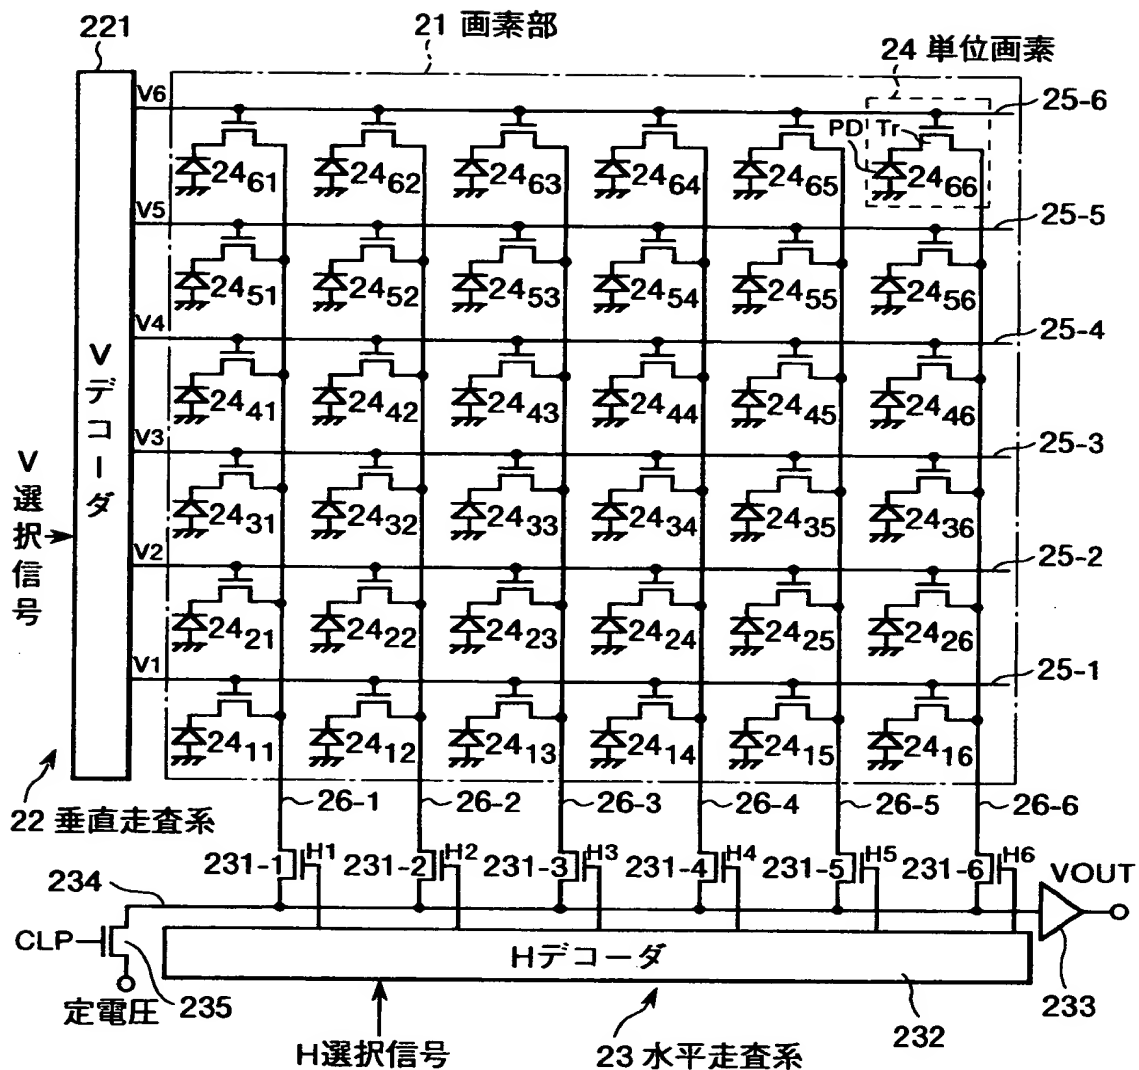 221
21 画素部
24 単位画素
V6
25-6
PD Tr
24₆₁ 24₆₂ 24₆₃ 24₆₄ 24₆₅ 24₆₆
V5
25-5
24₅₁ 24₅₂ 24₅₃ 24₅₄ 24₅₅ 24₅₆
V4
25-4
24₄₁ 24₄₂ 24₄₃ 24₄₄ 24₄₅ 24₄₆
Vデコーダ
V3
25-3
V選択信号
24₃₁ 24₃₂ 24₃₃ 24₃₄ 24₃₅ 24₃₆
V2
25-2
24₂₁ 24₂₂ 24₂₃ 24₂₄ 24₂₅ 24₂₆
V1
25-1
24₁₁ 24₁₂ 24₁₃ 24₁₄ 24₁₅ 24₁₆
22 垂直走査系
26-1 26-2 26-3 26-4 26-5 26-6
231-1 H1 231-2 H2 231-3 H3 231-4 H4 231-5 H5 231-6 H6
234
VOUT
CLP
Hデコーダ
定電圧
235
232
233
H選択信号
23 水平走査系